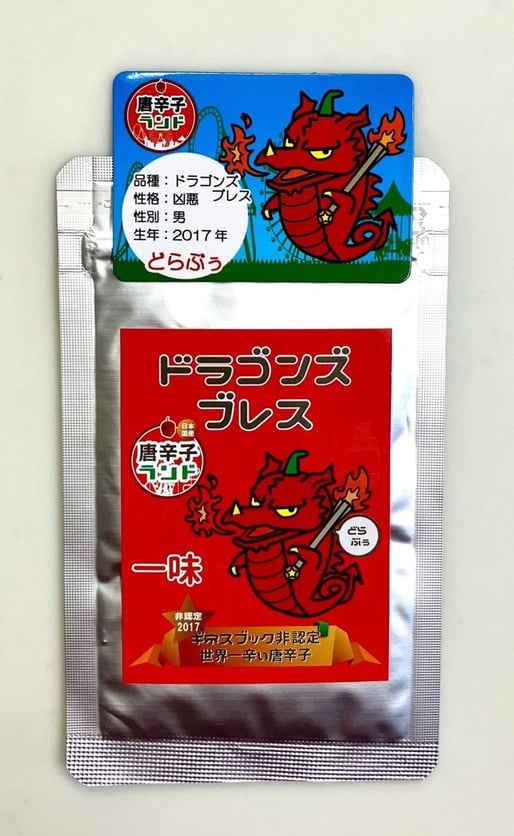 唐辛子
ランド
品種：ドラゴンズ
ブレス
性格：凶悪
性別：男
生年：2017年
どらぶぅ
ドラゴンズ
ブレス
日本
国産
唐辛子
ランド
どら
ぶぅ
一味
非認定
2017
ギネスブック非認定
世界一辛い唐辛子